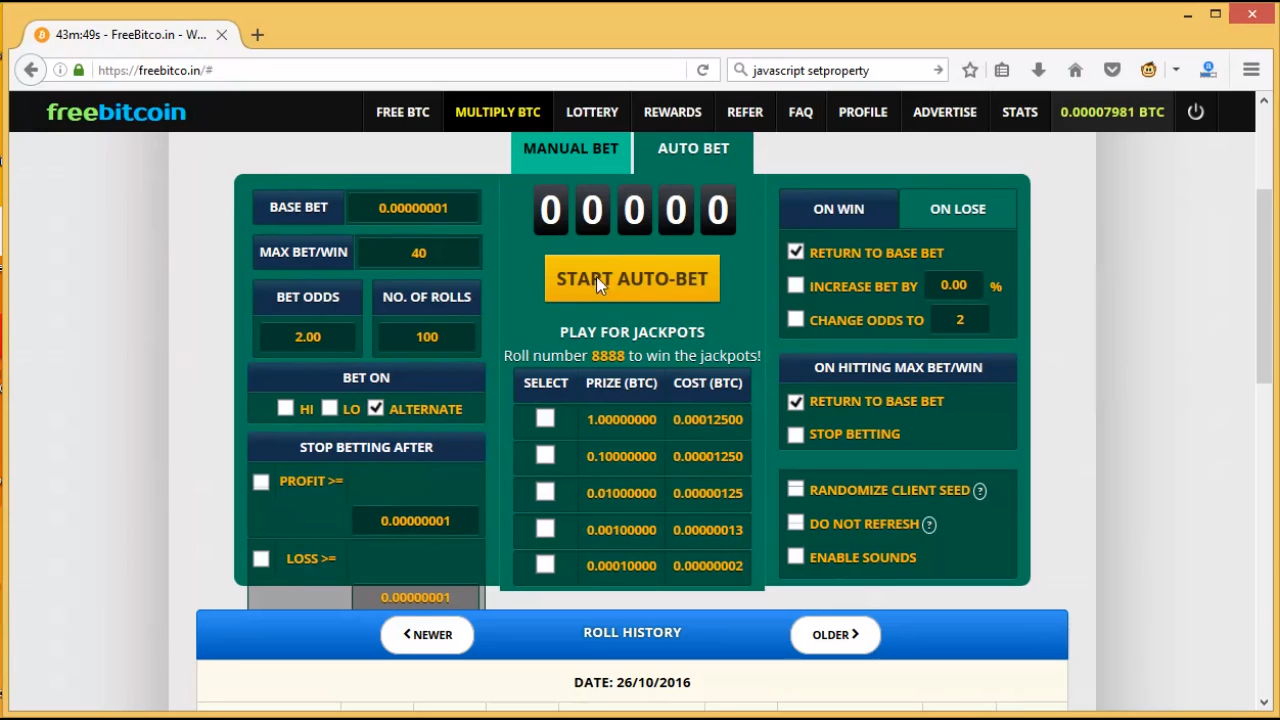 43m:49s - FreeBitco.in - W...
https://freebitco.in/#
javascript setproperty
freebitcoin
FREE BTC MULTIPLY BTC LOTTERY REWARDS REFER FAQ PROFILE ADVERTISE STATS 0.00007981 BTC
MANUAL BET AUTO BET
BASE BET 0.00000001
MAX BET/WIN 40
BET ODDS NO. OF ROLLS
2.00 100
BET ON
HI LO ALTERNATE
STOP BETTING AFTER
PROFIT >=
0.00000001
LOSS >=
0.00000001
0 0 0 0 0
START AUTO-BET
PLAY FOR JACKPOTS
Roll number 8888 to win the jackpots!
SELECT PRIZE (BTC) COST (BTC)
1.00000000 0.00012500
0.10000000 0.00001250
0.01000000 0.00000125
0.00100000 0.00000013
0.00010000 0.00000002
ON WIN ON LOSE
RETURN TO BASE BET
INCREASE BET BY 0.00 %
CHANGE ODDS TO 2
ON HITTING MAX BET/WIN
RETURN TO BASE BET
STOP BETTING
RANDOMIZE CLIENT SEED ?
DO NOT REFRESH ?
ENABLE SOUNDS
NEWER ROLL HISTORY OLDER
DATE: 26/10/2016